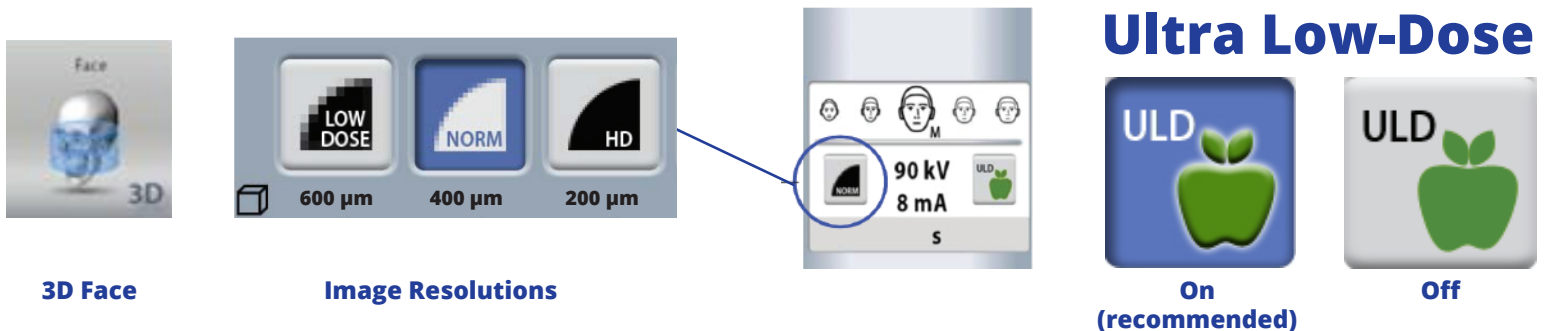 Face
3D
3D Face
LOW
DOSE
NORM
HD
600 µm
400 µm
200 µm
Image Resolutions
M
NORM
90 kV
8 mA
ULD
s
Ultra Low-Dose
ULD
ULD
On
(recommended)
Off